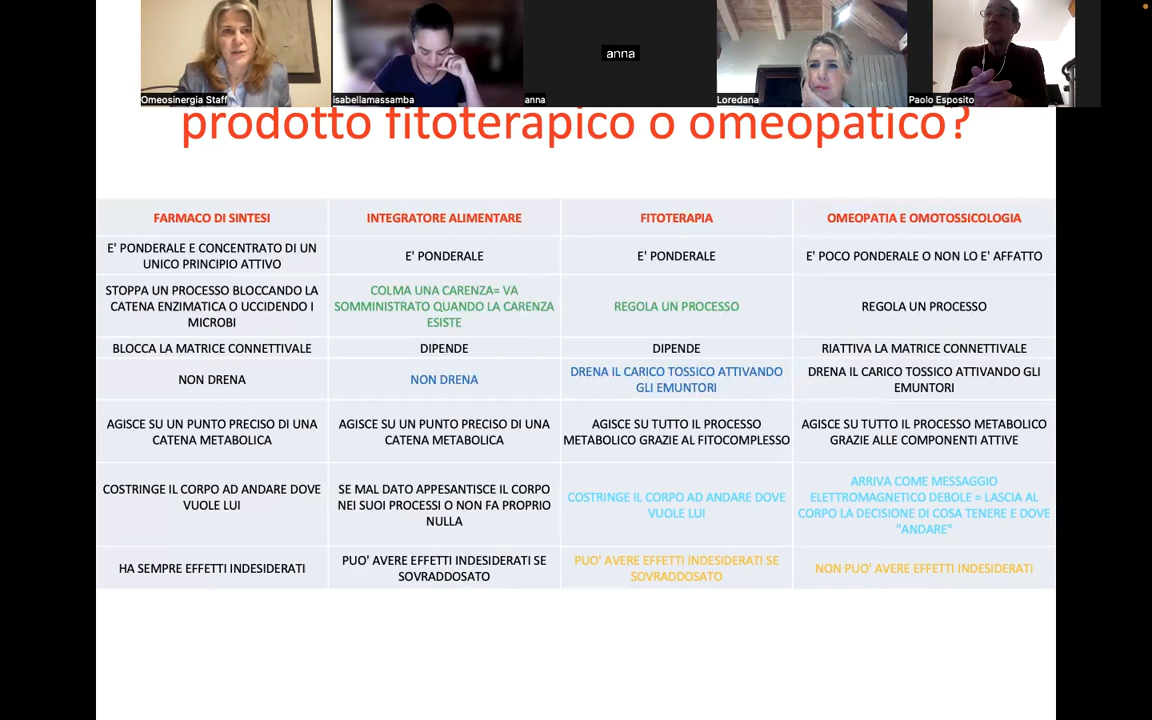 anna
Omeosinergia Staff
isabellamassamba
anna
Loredana
Paolo Esposito
prodotto fitoterapico o omeopatico?
FARMACO DI SINTESI
INTEGRATORE ALIMENTARE
FITOTERAPIA
OMEOPATIA E OMOTOSSICOLOGIA
E' PONDERALE E CONCENTRATO DI UN
UNICO PRINCIPIO ATTIVO
E' PONDERALE
E' PONDERALE
E' POCO PONDERALE O NON LO E' AFFATTO
STOPPA UN PROCESSO BLOCCANDO LA
CATENA ENZIMATICA O UCCIDENDO I
MICROBI
COLMA UNA CARENZA= VA
SOMMINISTRATO QUANDO LA CARENZA
ESISTE
REGOLA UN PROCESSO
REGOLA UN PROCESSO
BLOCCA LA MATRICE CONNETTIVALE
DIPENDE
DIPENDE
RIATTIVA LA MATRICE CONNETTIVALE
NON DRENA
NON DRENA
DRENA IL CARICO TOSSICO ATTIVANDO
GLI EMUNTORI
DRENA IL CARICO TOSSICO ATTIVANDO GLI
EMUNTORI
AGISCE SU UN PUNTO PRECISO DI UNA
CATENA METABOLICA
AGISCE SU UN PUNTO PRECISO DI UNA
CATENA METABOLICA
AGISCE SU TUTTO IL PROCESSO
METABOLICO GRAZIE AL FITOCOMPLESSO
AGISCE SU TUTTO IL PROCESSO METABOLICO
GRAZIE ALLE COMPONENTI ATTIVE
COSTRINGE IL CORPO AD ANDARE DOVE
VUOLE LUI
SE MAL DATO APPESANTISCE IL CORPO
NEI SUOI PROCESSI O NON FA PROPRIO
NULLA
COSTRINGE IL CORPO AD ANDARE DOVE
VUOLE LUI
ARRIVA COME MESSAGGIO
ELETTROMAGNETICO DEBOLE = LASCIA AL
CORPO LA DECISIONE DI COSA TENERE E DOVE
"ANDARE"
HA SEMPRE EFFETTI INDESIDERATI
PUO' AVERE EFFETTI INDESIDERATI SE
SOVRADDOSATO
PUO' AVERE EFFETTI INDESIDERATI SE
SOVRADDOSATO
NON PUO' AVERE EFFETTI INDESIDERATI